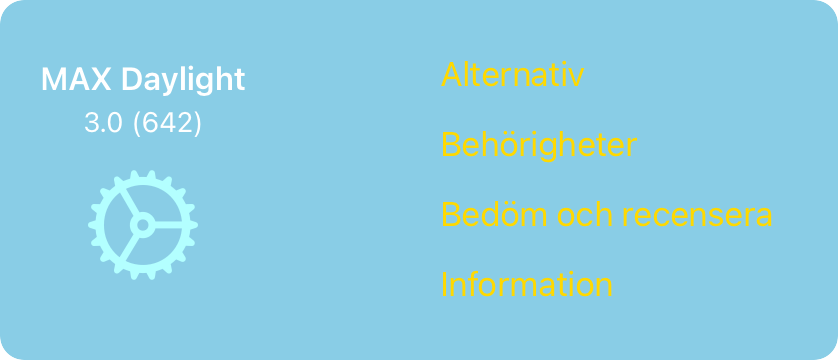 MAX Daylight
3.0 (642)
Alternativ
Behörigheter
Bedöm och recensera
Information